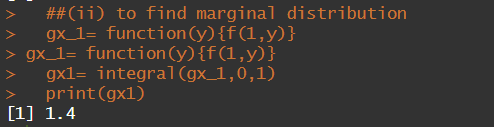 >   ##(ii) to find marginal distribution
>   gx_1= function(y){f(1,y)}
> gx_1= function(y){f(1,y)}
>   gx1= integral(gx_1,0,1)
>   print(gx1)
[1] 1.4